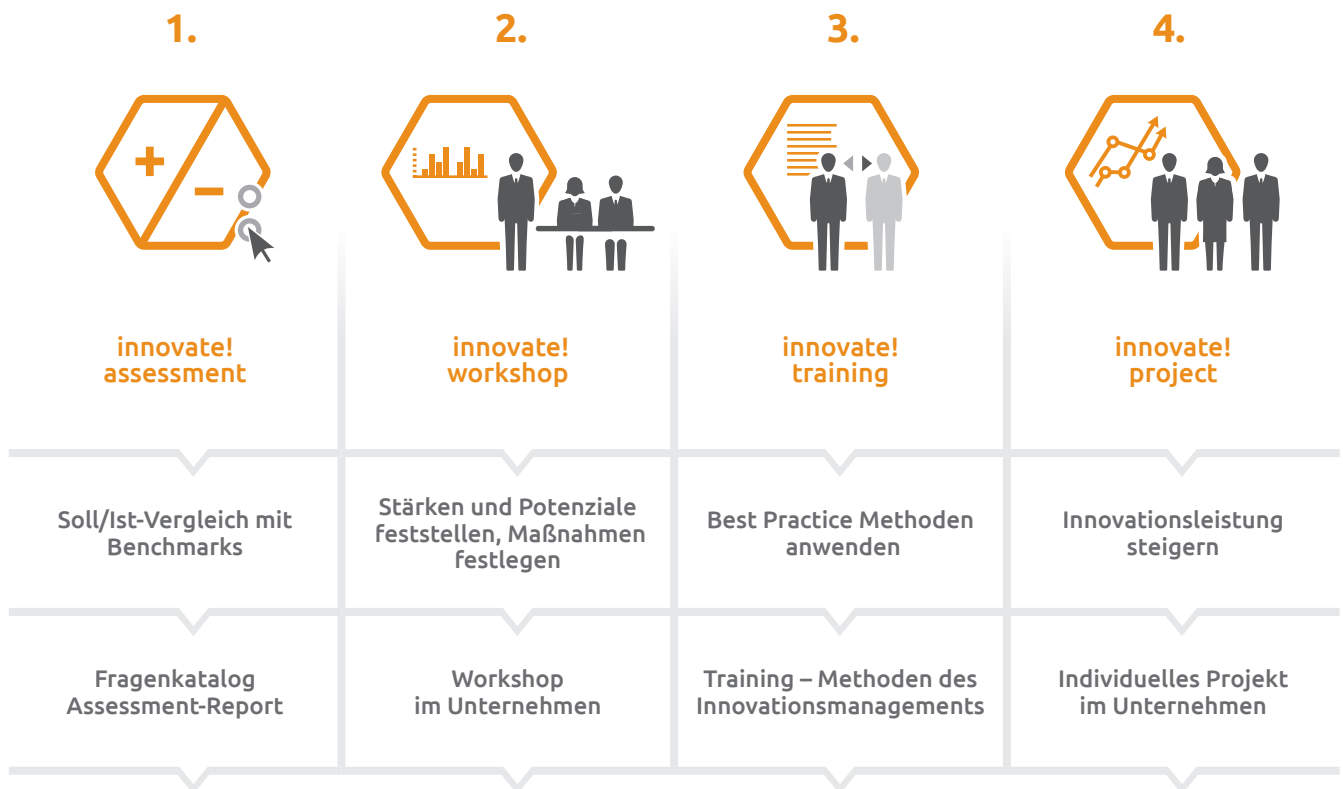 1.
2.
3.
4.
innovate!
assessment
innovate!
workshop
innovate!
training
innovate!
project
Soll/Ist-Vergleich mit
Benchmarks
Stärken und Potenziale
feststellen, Maßnahmen
festlegen
Best Practice Methoden
anwenden
Innovationsleistung
steigern
Fragenkatalog
Assessment-Report
Workshop
im Unternehmen
Training – Methoden des
Innovationsmanagements
Individuelles Projekt
im Unternehmen